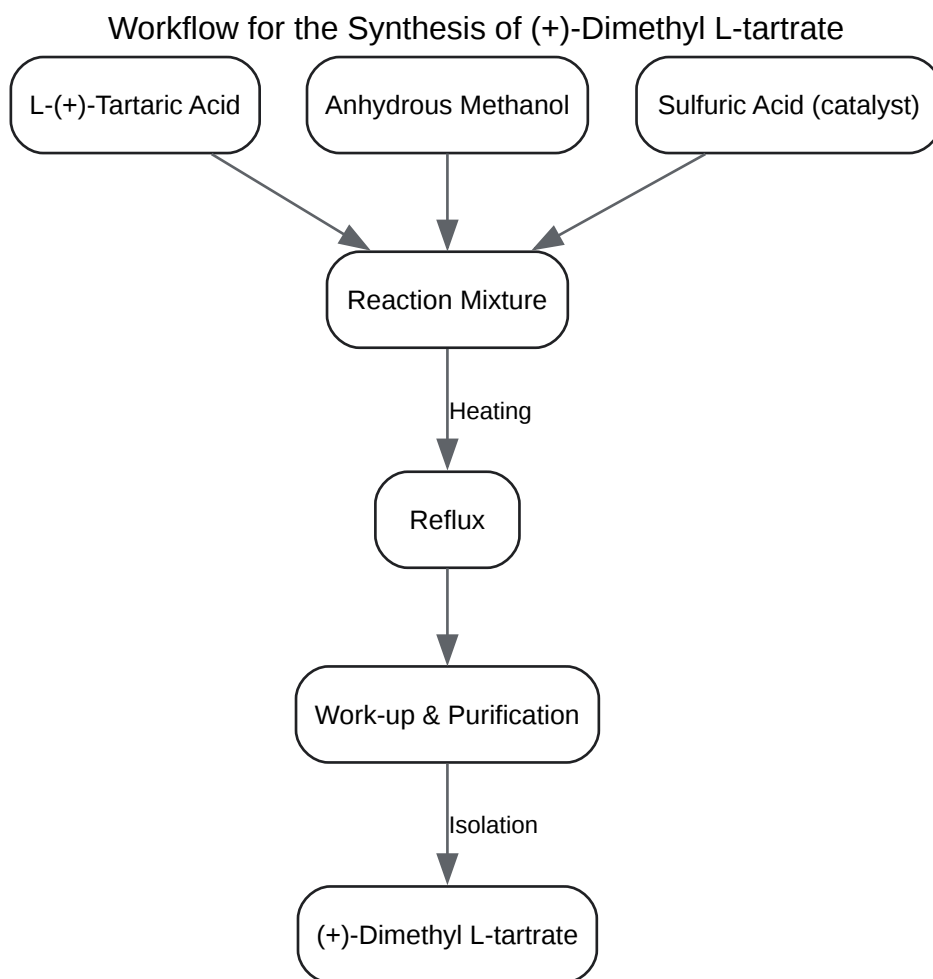 Workflow for the Synthesis of (+)-Dimethyl L-tartrate
L-(+)-Tartaric Acid
Anhydrous Methanol
Sulfuric Acid (catalyst)
Reaction Mixture
Heating
Reflux
Work-up & Purification
Isolation
(+)-Dimethyl L-tartrate